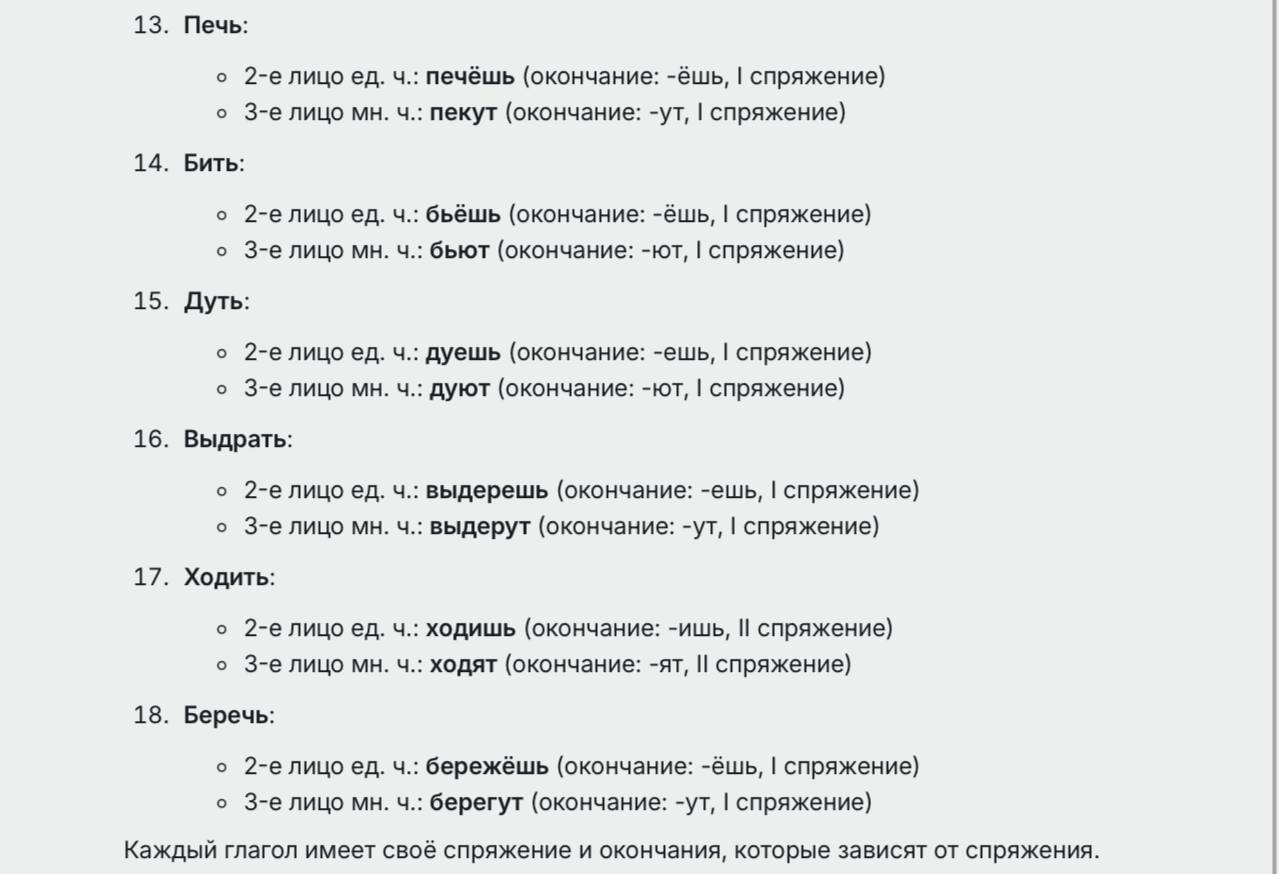 13. Печь:
◦ 2-е лицо ед. ч.: печёшь (окончание: -ёшь, I спряжение)
◦ 3-е лицо мн. ч.: пекут (окончание: -ут, I спряжение)
14. Бить:
◦ 2-е лицо ед. ч.: бьёшь (окончание: -ёшь, I спряжение)
◦ 3-е лицо мн. ч.: бьют (окончание: -ют, I спряжение)
15. Дуть:
◦ 2-е лицо ед. ч.: дуешь (окончание: -ешь, I спряжение)
◦ 3-е лицо мн. ч.: дуют (окончание: -ют, I спряжение)
16. Выдрать:
◦ 2-е лицо ед. ч.: выдерешь (окончание: -ешь, I спряжение)
◦ 3-е лицо мн. ч.: выдерут (окончание: -ут, I спряжение)
17. Ходить:
◦ 2-е лицо ед. ч.: ходишь (окончание: -ишь, II спряжение)
◦ 3-е лицо мн. ч.: ходят (окончание: -ят, II спряжение)
18. Беречь:
◦ 2-е лицо ед. ч.: бережёшь (окончание: -ёшь, I спряжение)
◦ 3-е лицо мн. ч.: берегут (окончание: -ут, I спряжение)
Каждый глагол имеет своё спряжение и окончания, которые зависят от спряжения.